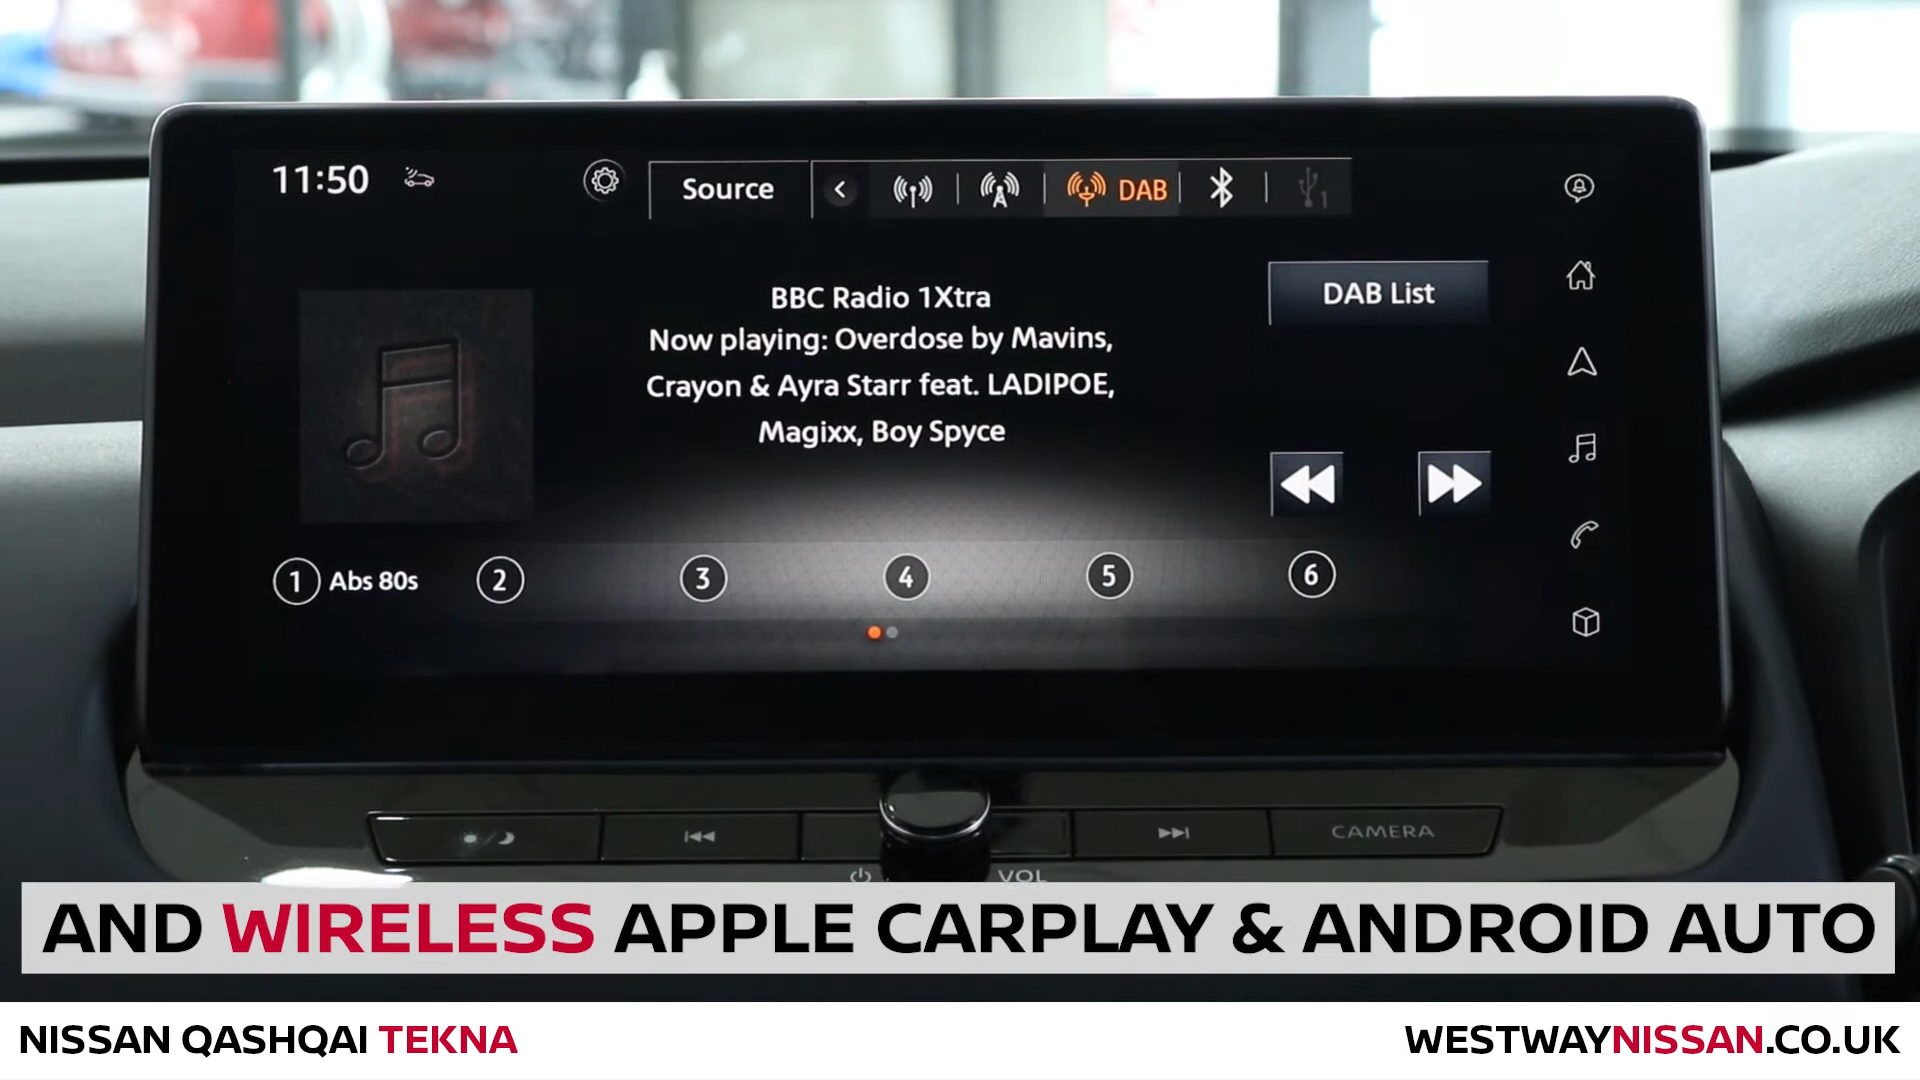 11:50
Source
DAB
1
BBC Radio 1Xtra
DAB List
Now playing: Overdose by Mavins,
Crayon & Ayra Starr feat. LADIPOE,
Magixx, Boy Spyce
1 Abs 80s 2 3 4 5 6
CAMERA
VOL
AND WIRELESS APPLE CARPLAY & ANDROID AUTO
NISSAN QASHQAI TEKNA
WESTWAYNISSAN.CO.UK